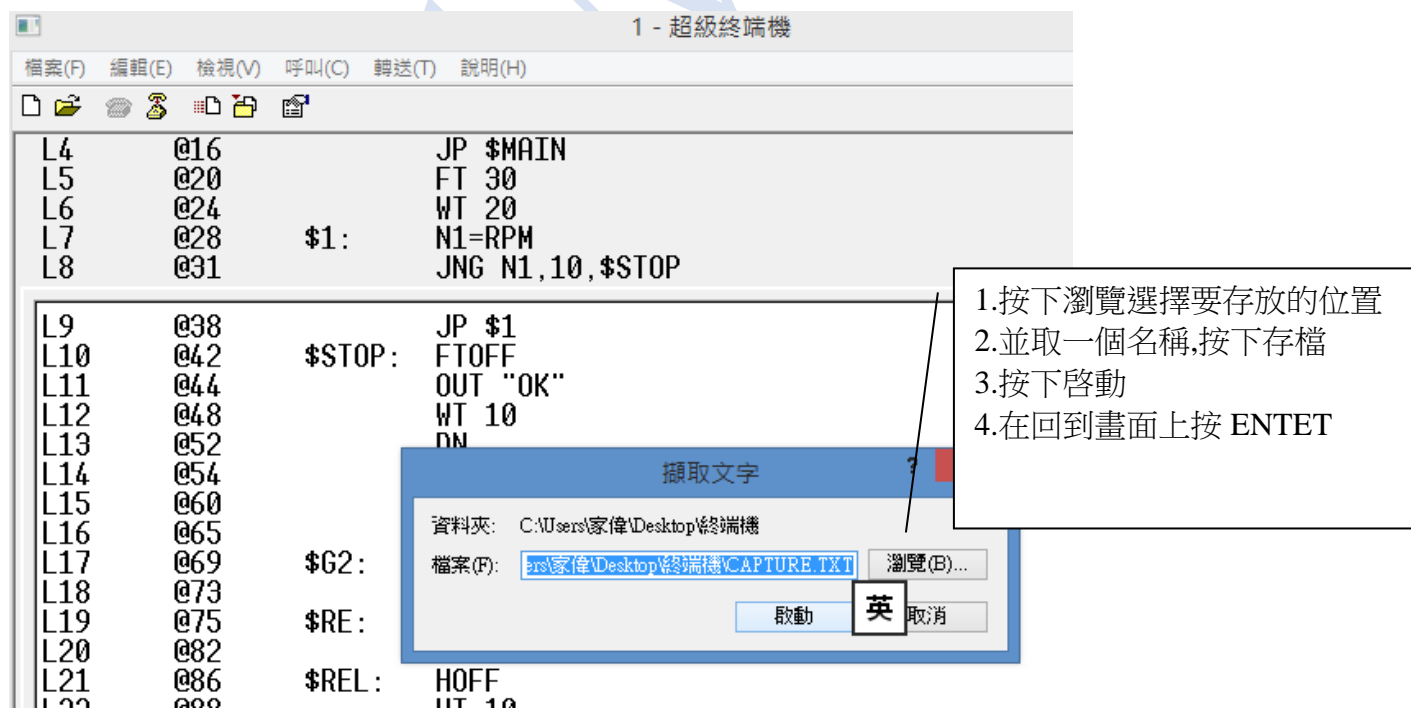 1 - 超級終端機
檔案(F) 編輯(E) 檢視(V) 呼叫(C) 轉送(T) 說明(H)
L4 @16 JP $MAIN
L5 @20 FT 30
L6 @24 WT 20
L7 @28 $1: N1=RPM
L8 @31 JNG N1,10,$STOP
L9 @38 JP $1
L10 @42 $STOP: FTOFF
L11 @44 OUT "OK"
L12 @48 WT 10
L13 @52
L14 @54
L15 @60
L16 @65
L17 @69 $G2:
L18 @73
L19 @75 $RE:
L20 @82
L21 @86 $REL: HOFF
1.按下瀏覽選擇要存放的位置
2.並取一個名稱,按下存檔
3.按下啓動
4.在回到畫面上按 ENTET
擷取文字 ?
資料夾: C:\Users\家偉\Desktop\終端機
檔案(F): ers\家偉\Desktop\終端機\CAPTURE.TXT 瀏覽(B)...
啟動 英 取消